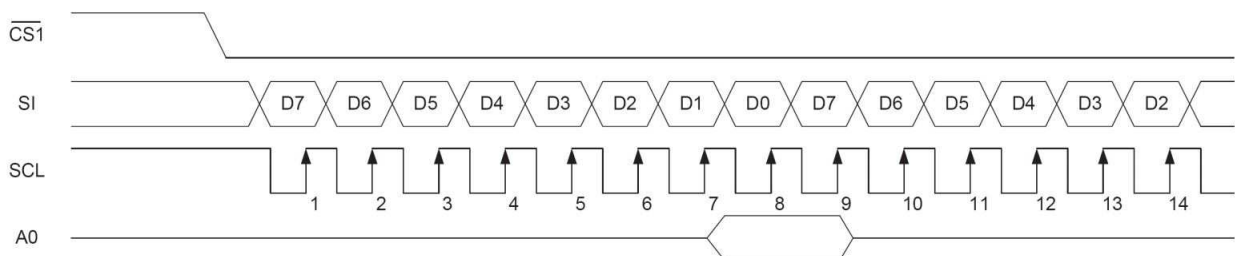 CS1
SI D7 D6 D5 D4 D3 D2 D1 D0 D7 D6 D5 D4 D3 D2
SCL
1 2 3 4 5 6 7 8 9 10 11 12 13 14
A0